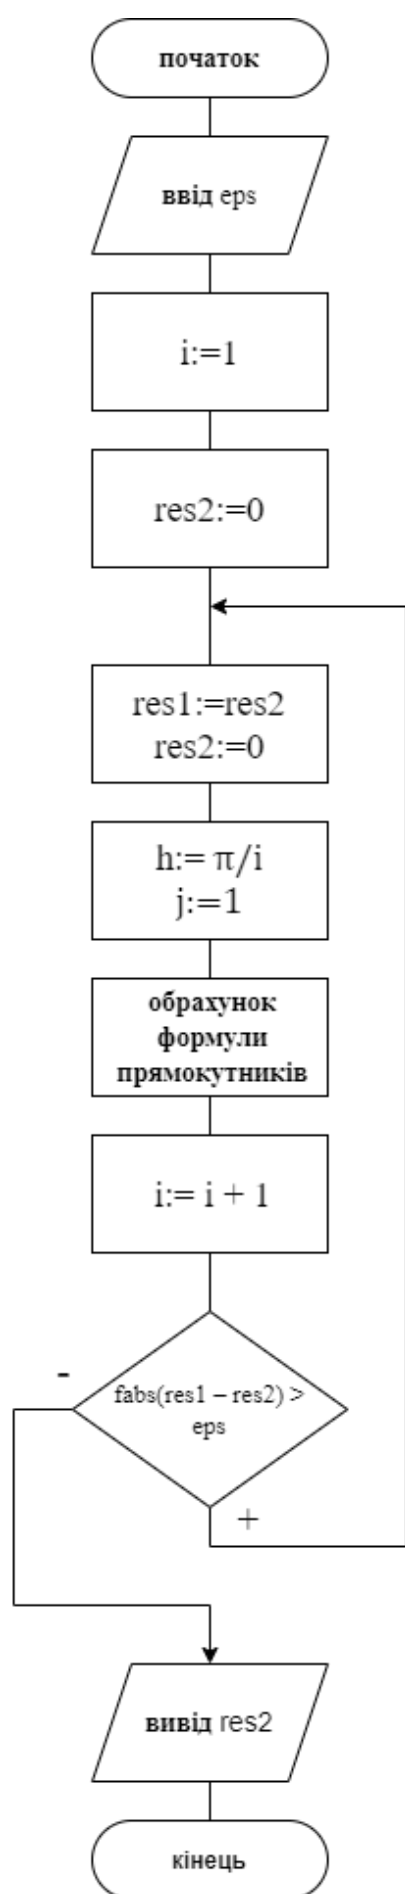 початок
ввід eps
i:=1
res2:=0
res1:=res2
res2:=0
h:= π/i
j:=1
обрахунок
формули
прямокутників
i:= i + 1
-
fabs(res1 – res2) >
eps
+
вивід res2
кінець